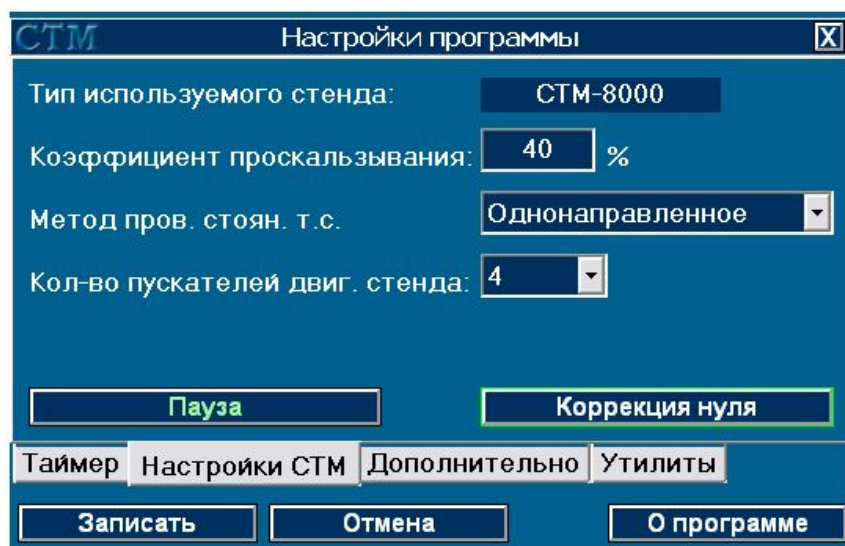 СТМ Настройки программы X
Тип используемого стенда: СТМ-8000
Коэффициент проскальзывания: 40 %
Метод пров. стоян. т.с. Однонаправленное
Кол-во пускателей двиг. стенда: 4
Пауза Коррекция нуля
Таймер Настройки СТМ Дополнительно Утилиты
Записать Отмена О программе